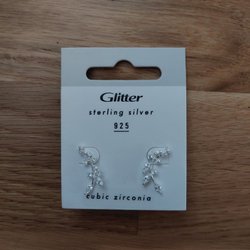 Glitter
sterling silver
925
cubic zirconia